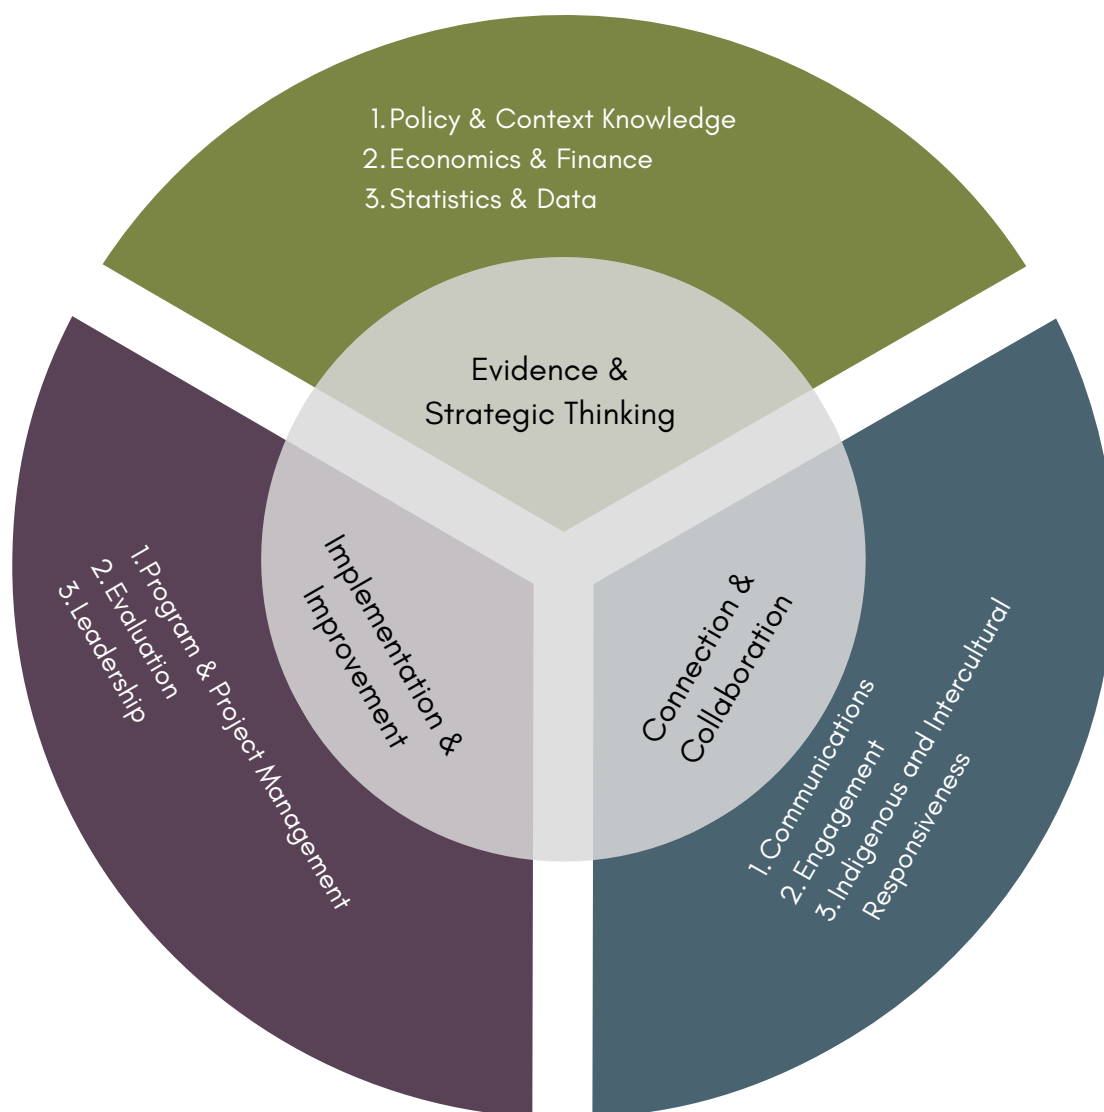 1. Policy & Context Knowledge
2. Economics & Finance
3. Statistics & Data
Evidence &
Strategic Thinking
Implementation &
Improvement
1. Program & Project Management
2. Evaluation
3. Leadership
Connection &
Collaboration
1. Communications
2. Engagement
3. Indigenous and Intercultural
Responsiveness